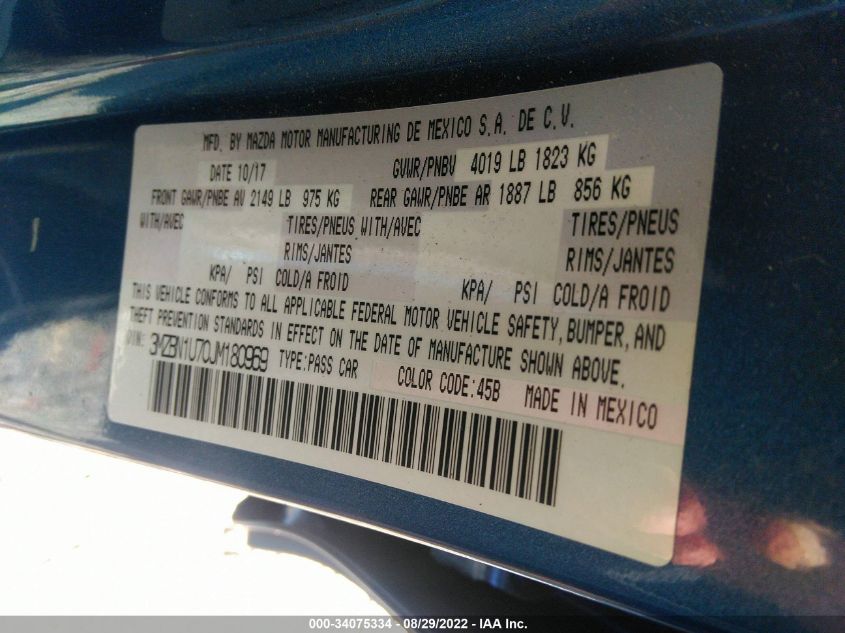 MFD. BY MAZDA MOTOR MANUFACTURING DE MEXICO S.A. DE C.V.
DATE 10/17 GVWR/PNBV 4019 LB 1823 KG
FRONT GAWR/PNBE AV 2149 LB 975 KG REAR GAWR/PNBE AR 1887 LB 856 KG
WITH/AVEC TIRES/PNEUS WITH/AVEC TIRES/PNEUS
RIMS/JANTES RIMS/JANTES
KPA/ PSI COLD/A FROID KPA/ PSI COLD/A FROID
THIS VEHICLE CONFORMS TO ALL APPLICABLE FEDERAL MOTOR VEHICLE SAFETY, BUMPER, AND
THEFT PREVENTION STANDARDS IN EFFECT ON THE DATE OF MANUFACTURE SHOWN ABOVE.
VIN: 3MZBN1U70JM180969 TYPE:PASS CAR COLOR CODE:45B MADE IN MEXICO
000-34075334 - 08/29/2022 - IAA Inc.